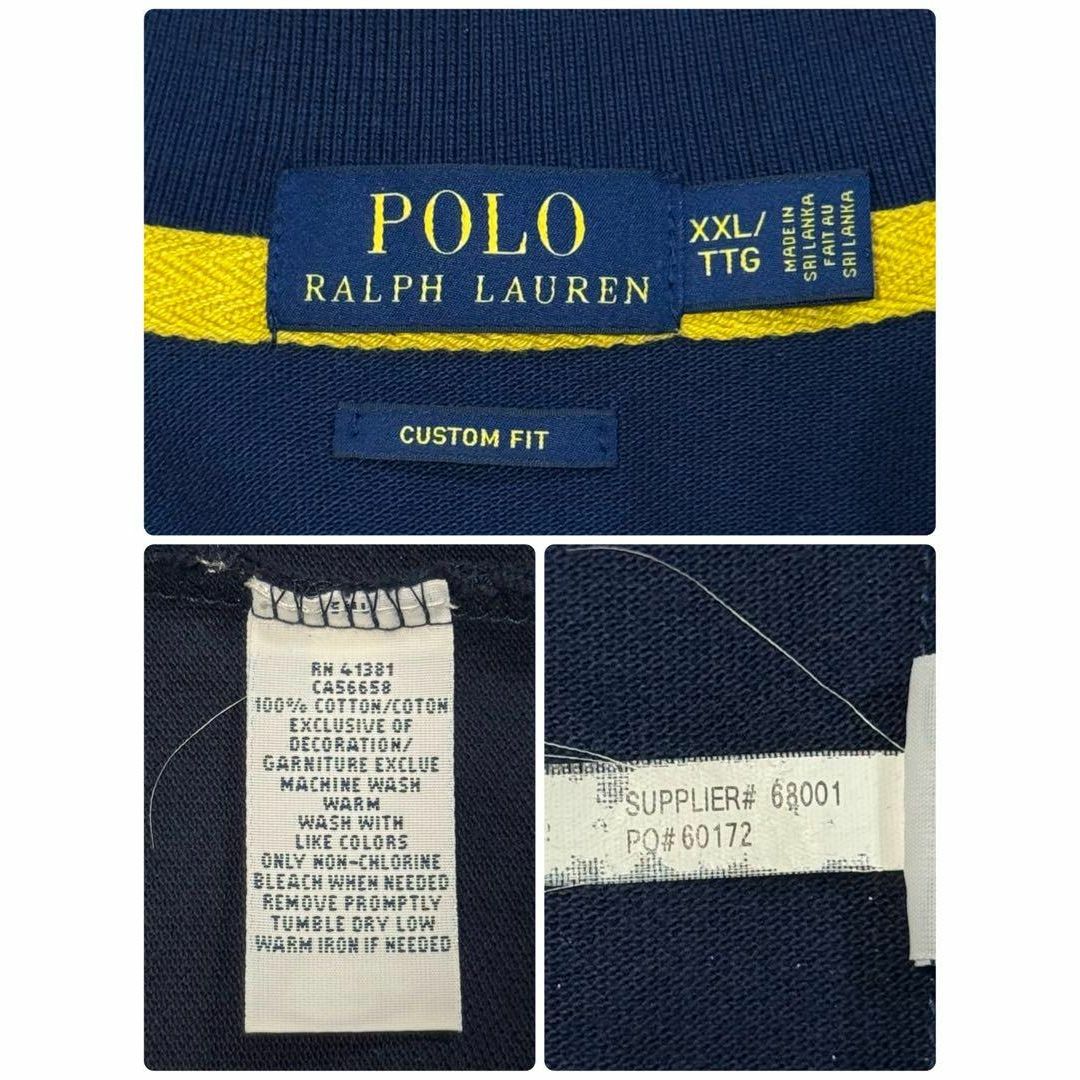 POLO
RALPH LAUREN
XXL/
TTG
MADE IN
SRI LANKA
FAIT AU
SRI LANKA
CUSTOM FIT
RN 41381
CA56658
100% COTTON/COTON
EXCLUSIVE OF
DECORATION/
GARNITURE EXCLUE
MACHINE WASH
WARM
WASH WITH
LIKE COLORS
ONLY NON-CHLORINE
BLEACH WHEN NEEDED
REMOVE PROMPTLY
TUMBLE DRY LOW
WARM IRON IF NEEDED
SUPPLIER# 68001
PO# 60172